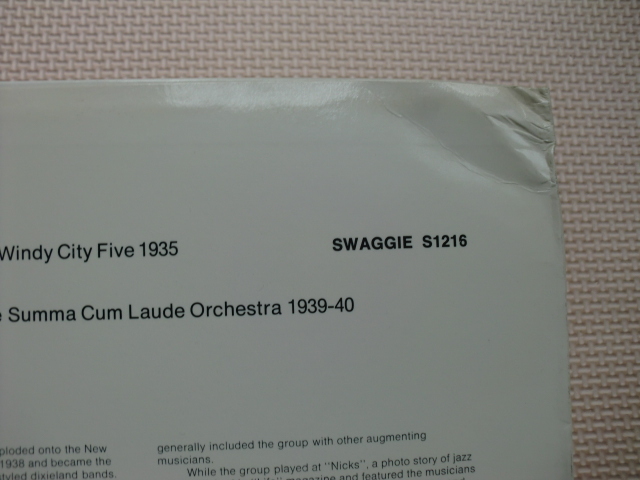 Windy City Five 1935
SWAGGIE S1216
Summa Cum Laude Orchestra 1939-40
ploded onto the New
1938 and became the
tyled dixieland bands.
generally included the group with other augmenting
musicians.
While the group played at "Nicks", a photo story of jazz
magazine and featured the musicians